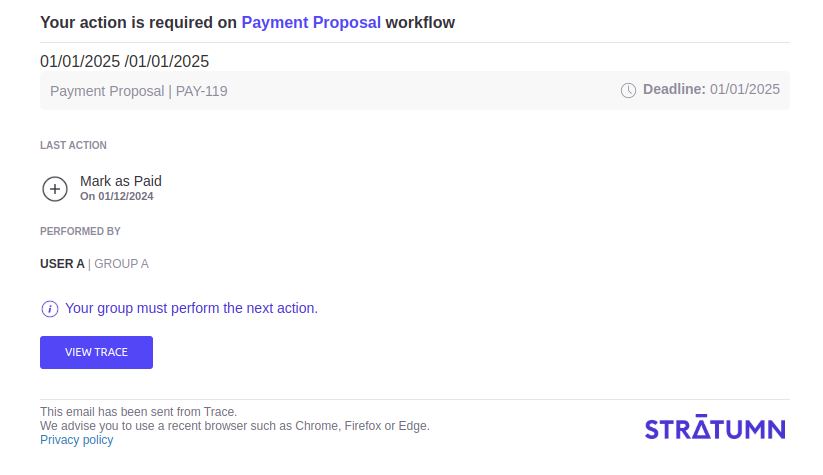 Your action is required on Payment Proposal workflow
01/01/2025 /01/01/2025
Payment Proposal | PAY-119
Deadline: 01/01/2025
LAST ACTION
Mark as Paid
On 01/12/2024
PERFORMED BY
USER A | GROUP A
Your group must perform the next action.
VIEW TRACE
This email has been sent from Trace.
We advise you to use a recent browser such as Chrome, Firefox or Edge.
Privacy policy
STRĀTUMN